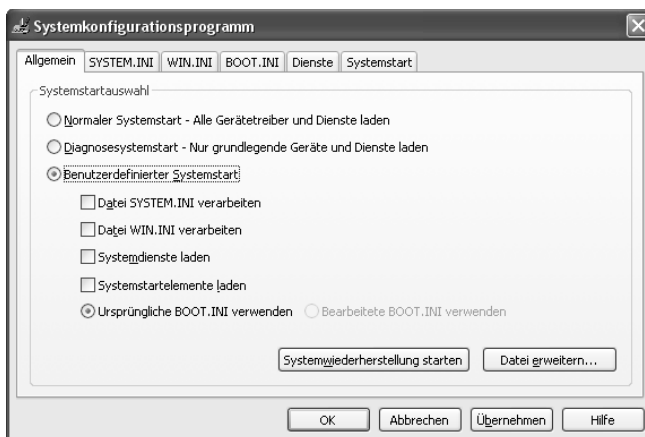 Systemkonfigurationsprogramm
Allgemein SYSTEM.INI WIN.INI BOOT.INI Dienste Systemstart
Systemstartauswahl
Normaler Systemstart - Alle Gerätetreiber und Dienste laden
Diagnosesystemstart - Nur grundlegende Geräte und Dienste laden
Benutzerdefinierter Systemstart
Datei SYSTEM.INI verarbeiten
Datei WIN.INI verarbeiten
Systemdienste laden
Systemstartelemente laden
Ursprüngliche BOOT.INI verwenden Bearbeitete BOOT.INI verwenden
Systemwiederherstellung starten Datei erweitern...
OK Abbrechen Übernehmen Hilfe